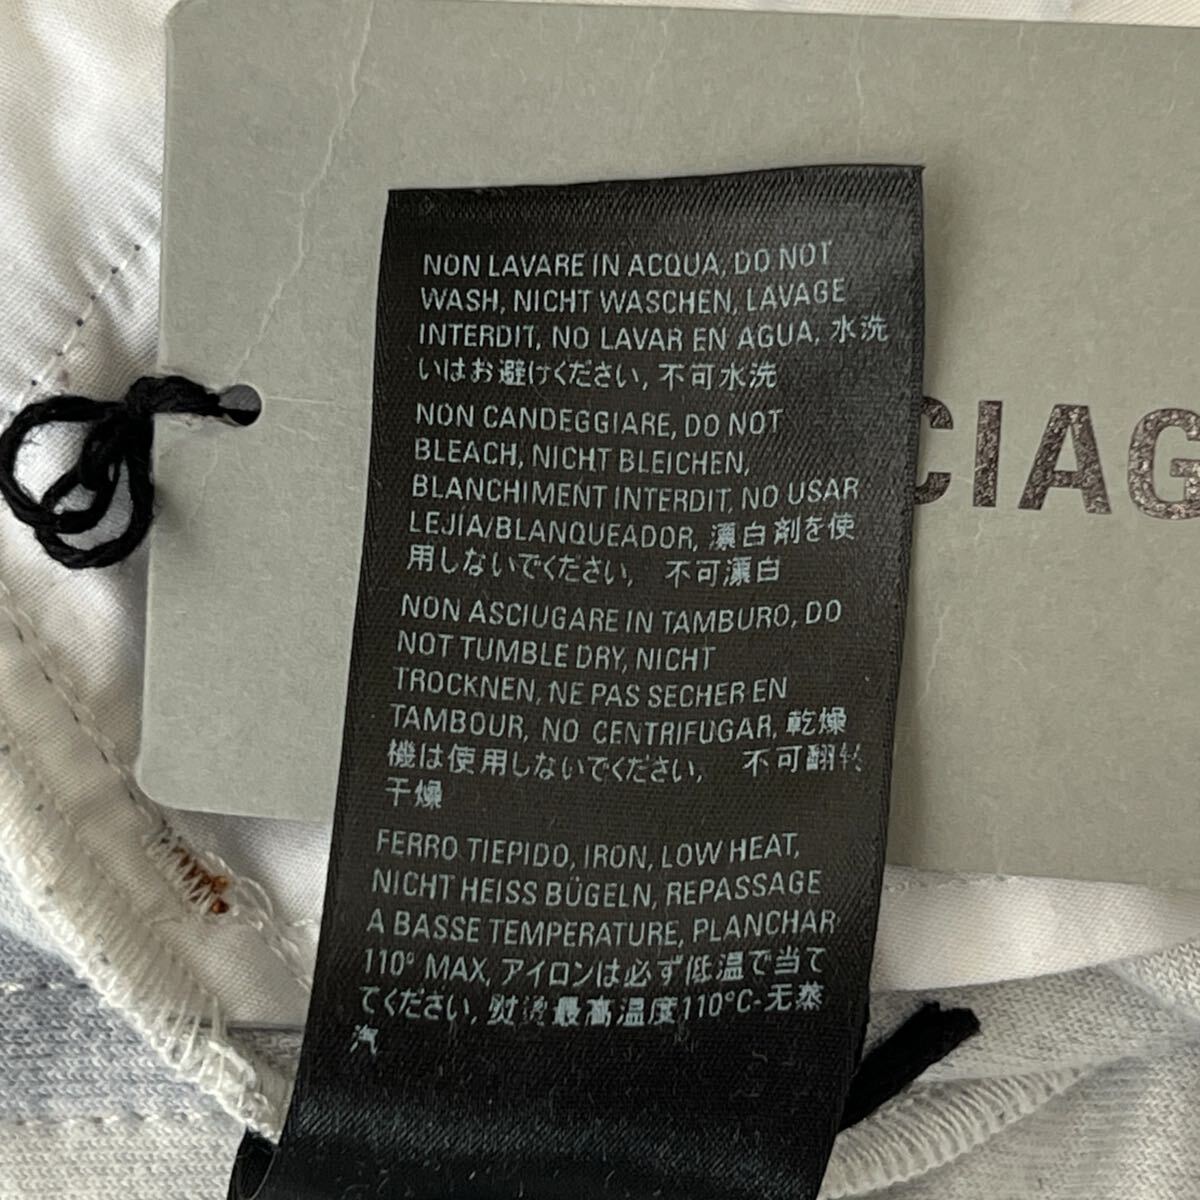 NON LAVARE IN ACQUA, DO NOT
WASH, NICHT WASCHEN, LAVAGE
INTERDIT, NO LAVAR EN AGUA, 水洗
いはお避けください, 不可水洗
NON CANDEGGIARE, DO NOT
BLEACH, NICHT BLEICHEN,
BLANCHIMENT INTERDIT, NO USAR
LEJÍA/BLANQUEADOR, 漂白剤を使
用しないでください, 不可漂白
NON ASCIUGARE IN TAMBURO, DO
NOT TUMBLE DRY, NICHT
TROCKNEN, NE PAS SECHER EN
TAMBOUR, NO CENTRIFUGAR, 乾燥
機は使用しないでください, 不可翻转
干燥
FERRO TIEPIDO, IRON, LOW HEAT,
NICHT HEISS BÜGELN, REPASSAGE
A BASSE TEMPERATURE, PLANCHAR
110º MAX, アイロンは必ず低温で当て
てください, 熨烫最高温度110°C-无蒸
汽
CIAG